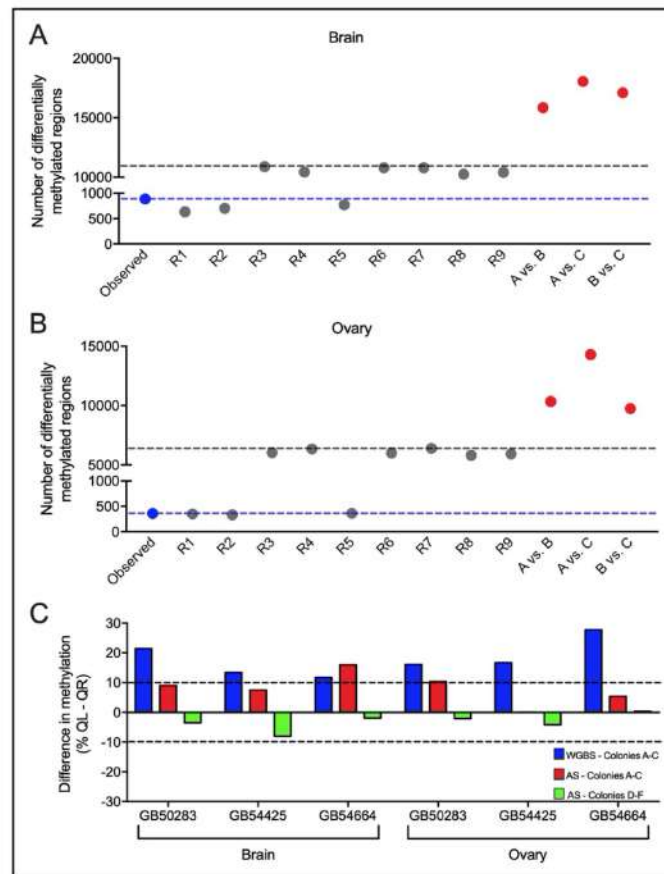 A
Brain
Number of differentially
methylated regions
20000
15000
10000
1000
500
0
Observed
R1
R2
R3
R4
R5
R6
R7
R8
R9
A vs. B
A vs. C
B vs. C
B
Ovary
Number of differentially
methylated regions
15000
10000
5000
1000
500
0
Observed
R1
R2
R3
R4
R5
R6
R7
R8
R9
A vs. B
A vs. C
B vs. C
C
Difference in methylation
(% QL - QR)
30
20
10
0
-10
-20
-30
WGBS - Colonies A-C
AS - Colonies A-C
AS - Colonies D-F
GB50283 GB54425 GB54664 GB50283 GB54425 GB54664
Brain Ovary